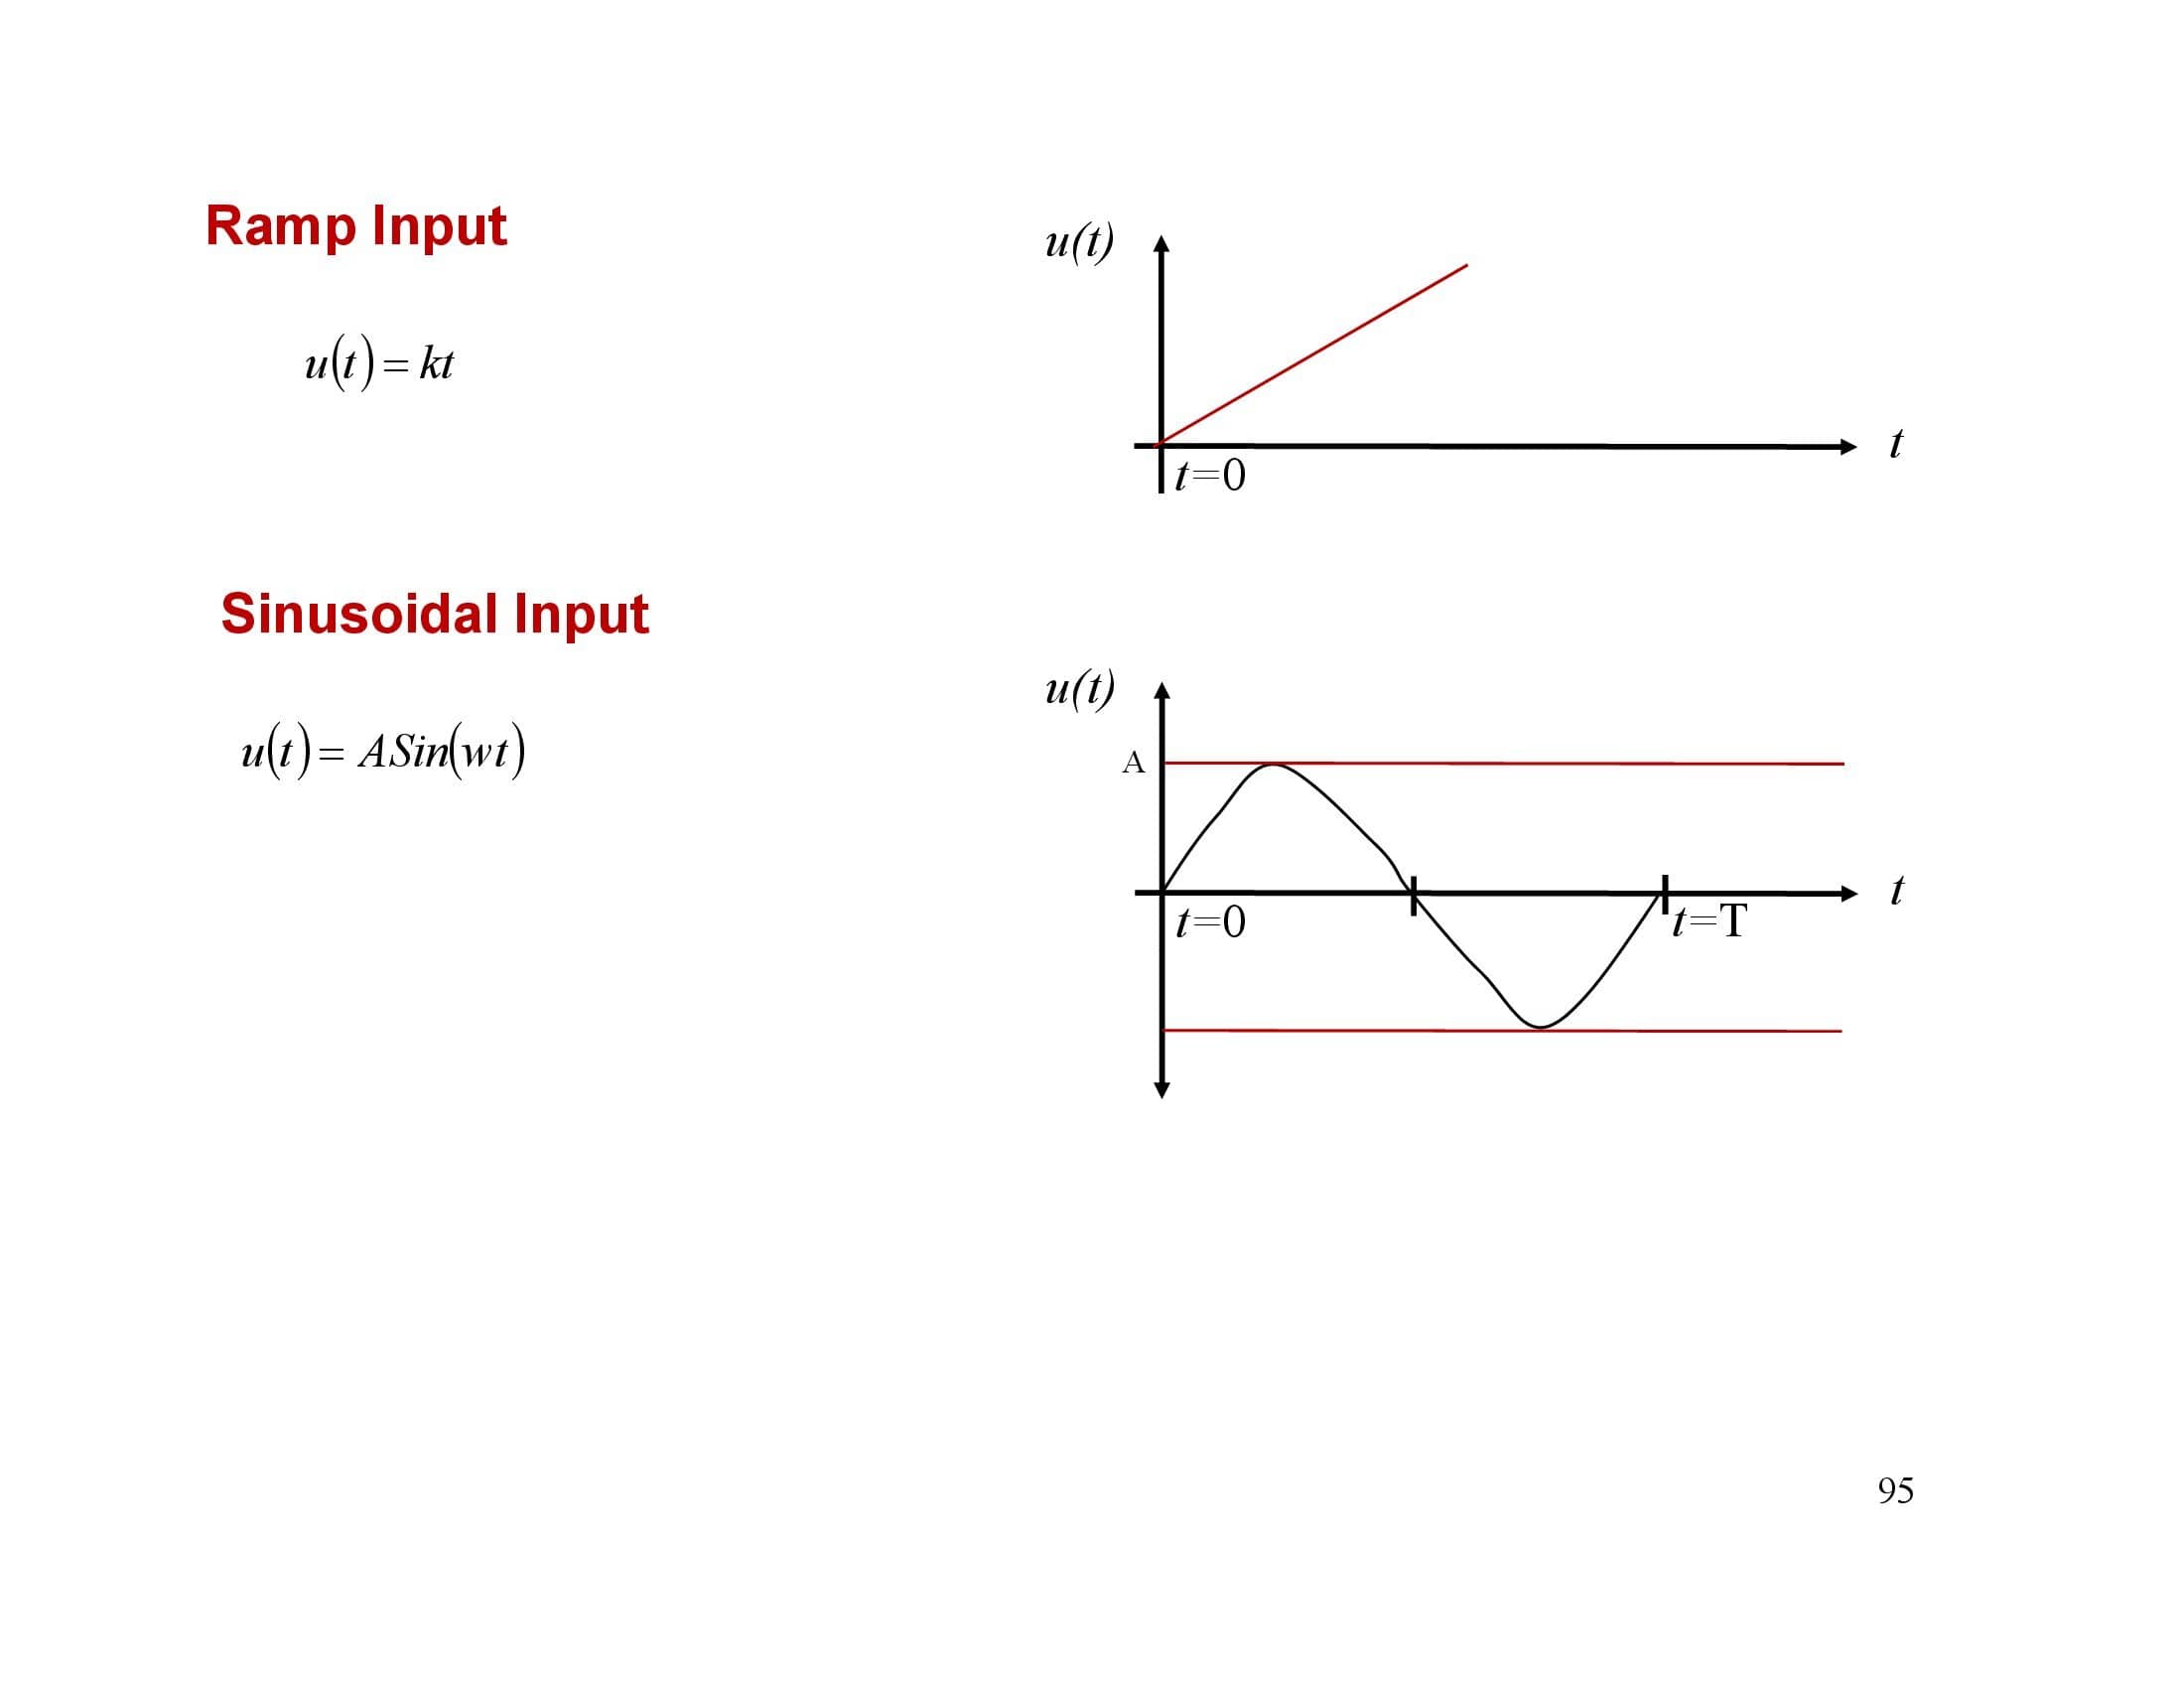 Ramp Input
u(t) = kt
u(t)
t
t=0
Sinusoidal Input
u(t) = ASin(wt)
u(t)
A
t
t=0
t=T
95